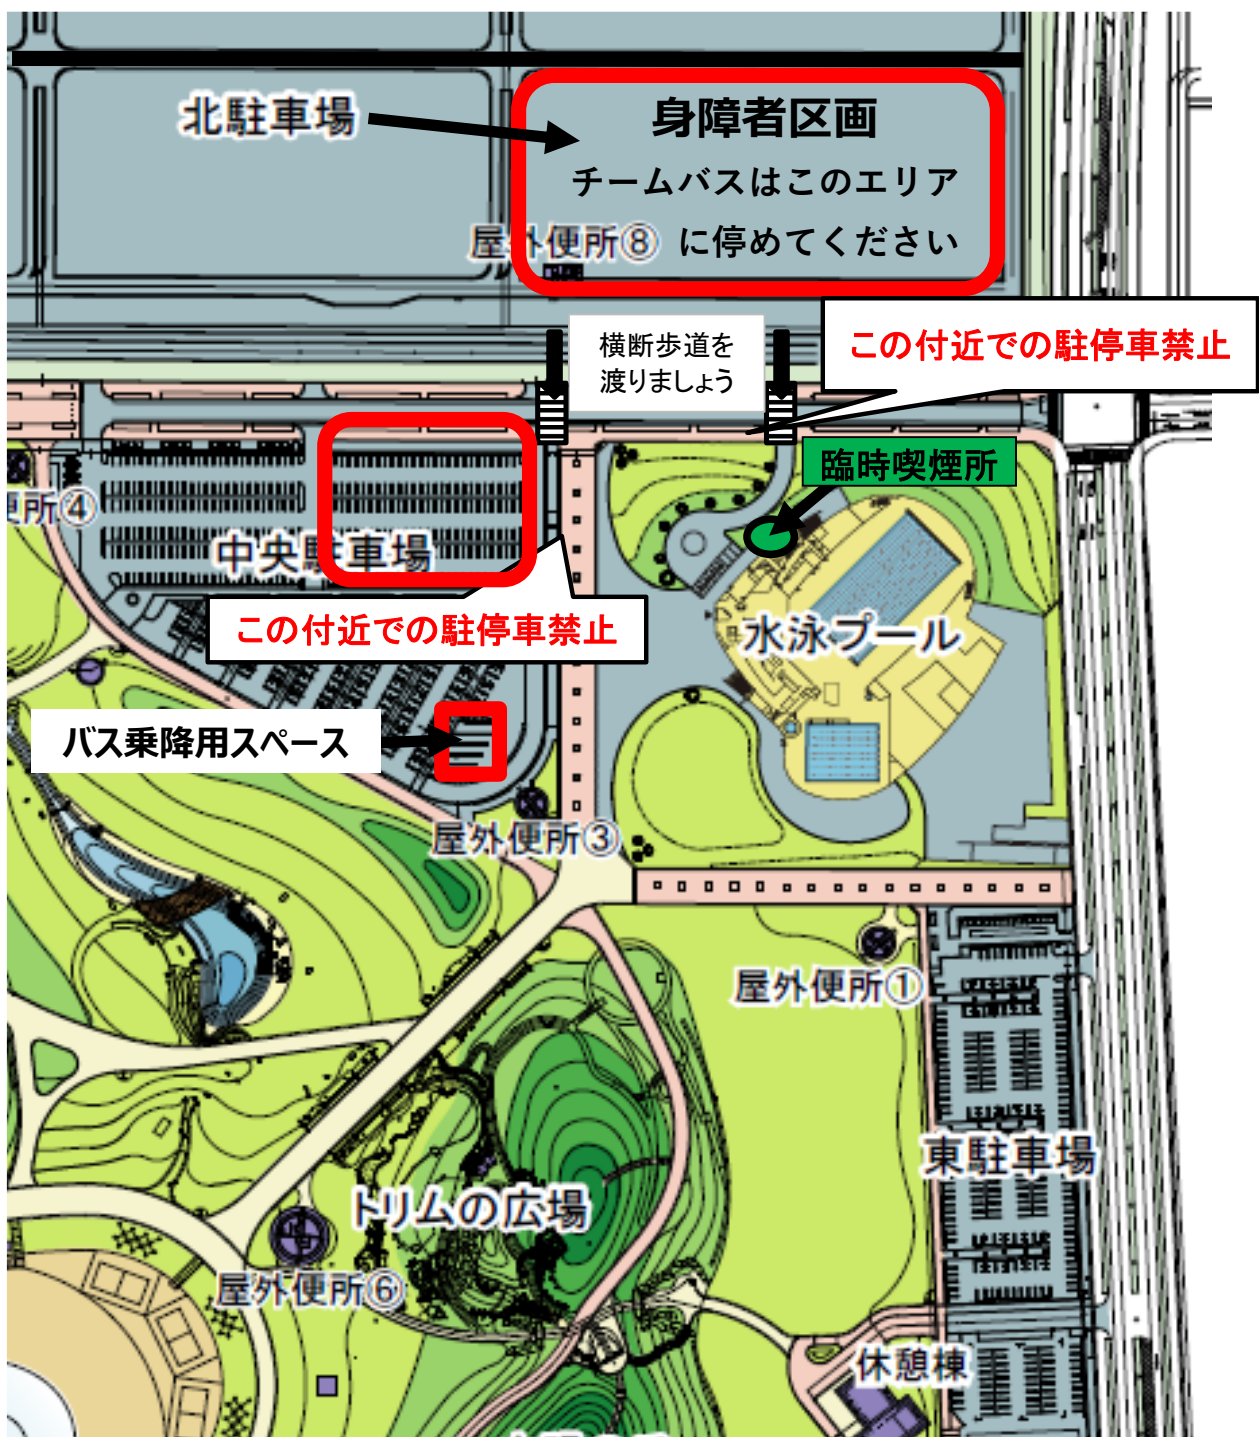 北駐車場
身障者区画
チームバスはこのエリア
に停めてください
屋外便所⑧
横断歩道を
渡りましょう
この付近での駐停車禁止
臨時喫煙所
便所④
中央駐車場
この付近での駐停車禁止
水泳プール
バス乗降用スペース
屋外便所③
屋外便所①
東駐車場
トリムの広場
屋外便所⑥
休憩棟